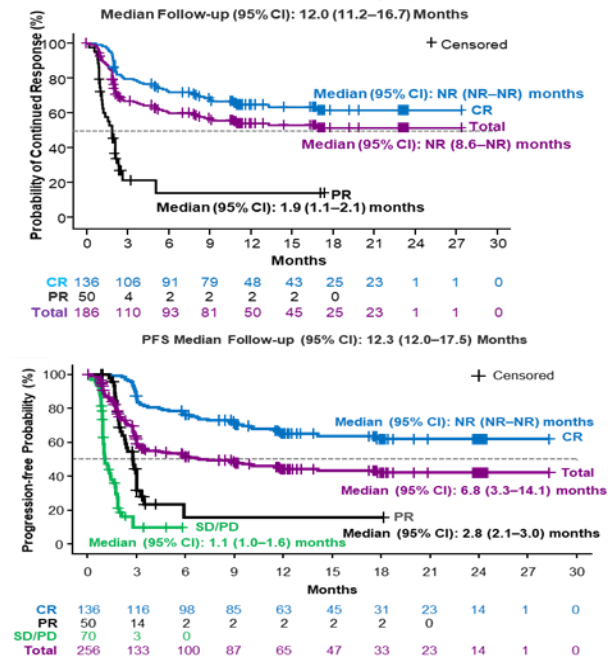 Median Follow-up (95% CI): 12.0 (11.2–16.7) Months
Probability of Continued Response (%)
100
80
60
40
20
0
+ Censored
Median (95% CI): NR (NR–NR) months
CR
Total
Median (95% CI): NR (8.6–NR) months
PR
Median (95% CI): 1.9 (1.1–2.1) months
0 3 6 9 12 15 18 21 24 27 30
Months
CR 136 106 91 79 48 43 25 23 1 1 0
PR 50 4 2 2 2 2 0
Total 186 110 93 81 50 45 25 23 1 1 0
PFS Median Follow-up (95% CI): 12.3 (12.0–17.5) Months
Progression-free Probability (%)
100
80
60
40
20
0
+ Censored
Median (95% CI): NR (NR–NR) months
CR
Total
Median (95% CI): 6.8 (3.3–14.1) months
PR
SD/PD
Median (95% CI): 2.8 (2.1–3.0) months
Median (95% CI): 1.1 (1.0–1.6) months
0 3 6 9 12 15 18 21 24 27 30
Months
CR 136 116 98 85 63 45 31 23 14 1 0
PR 50 14 2 2 2 2 2 0
SD/PD 70 3 0
Total 256 133 100 87 65 47 33 23 14 1 0